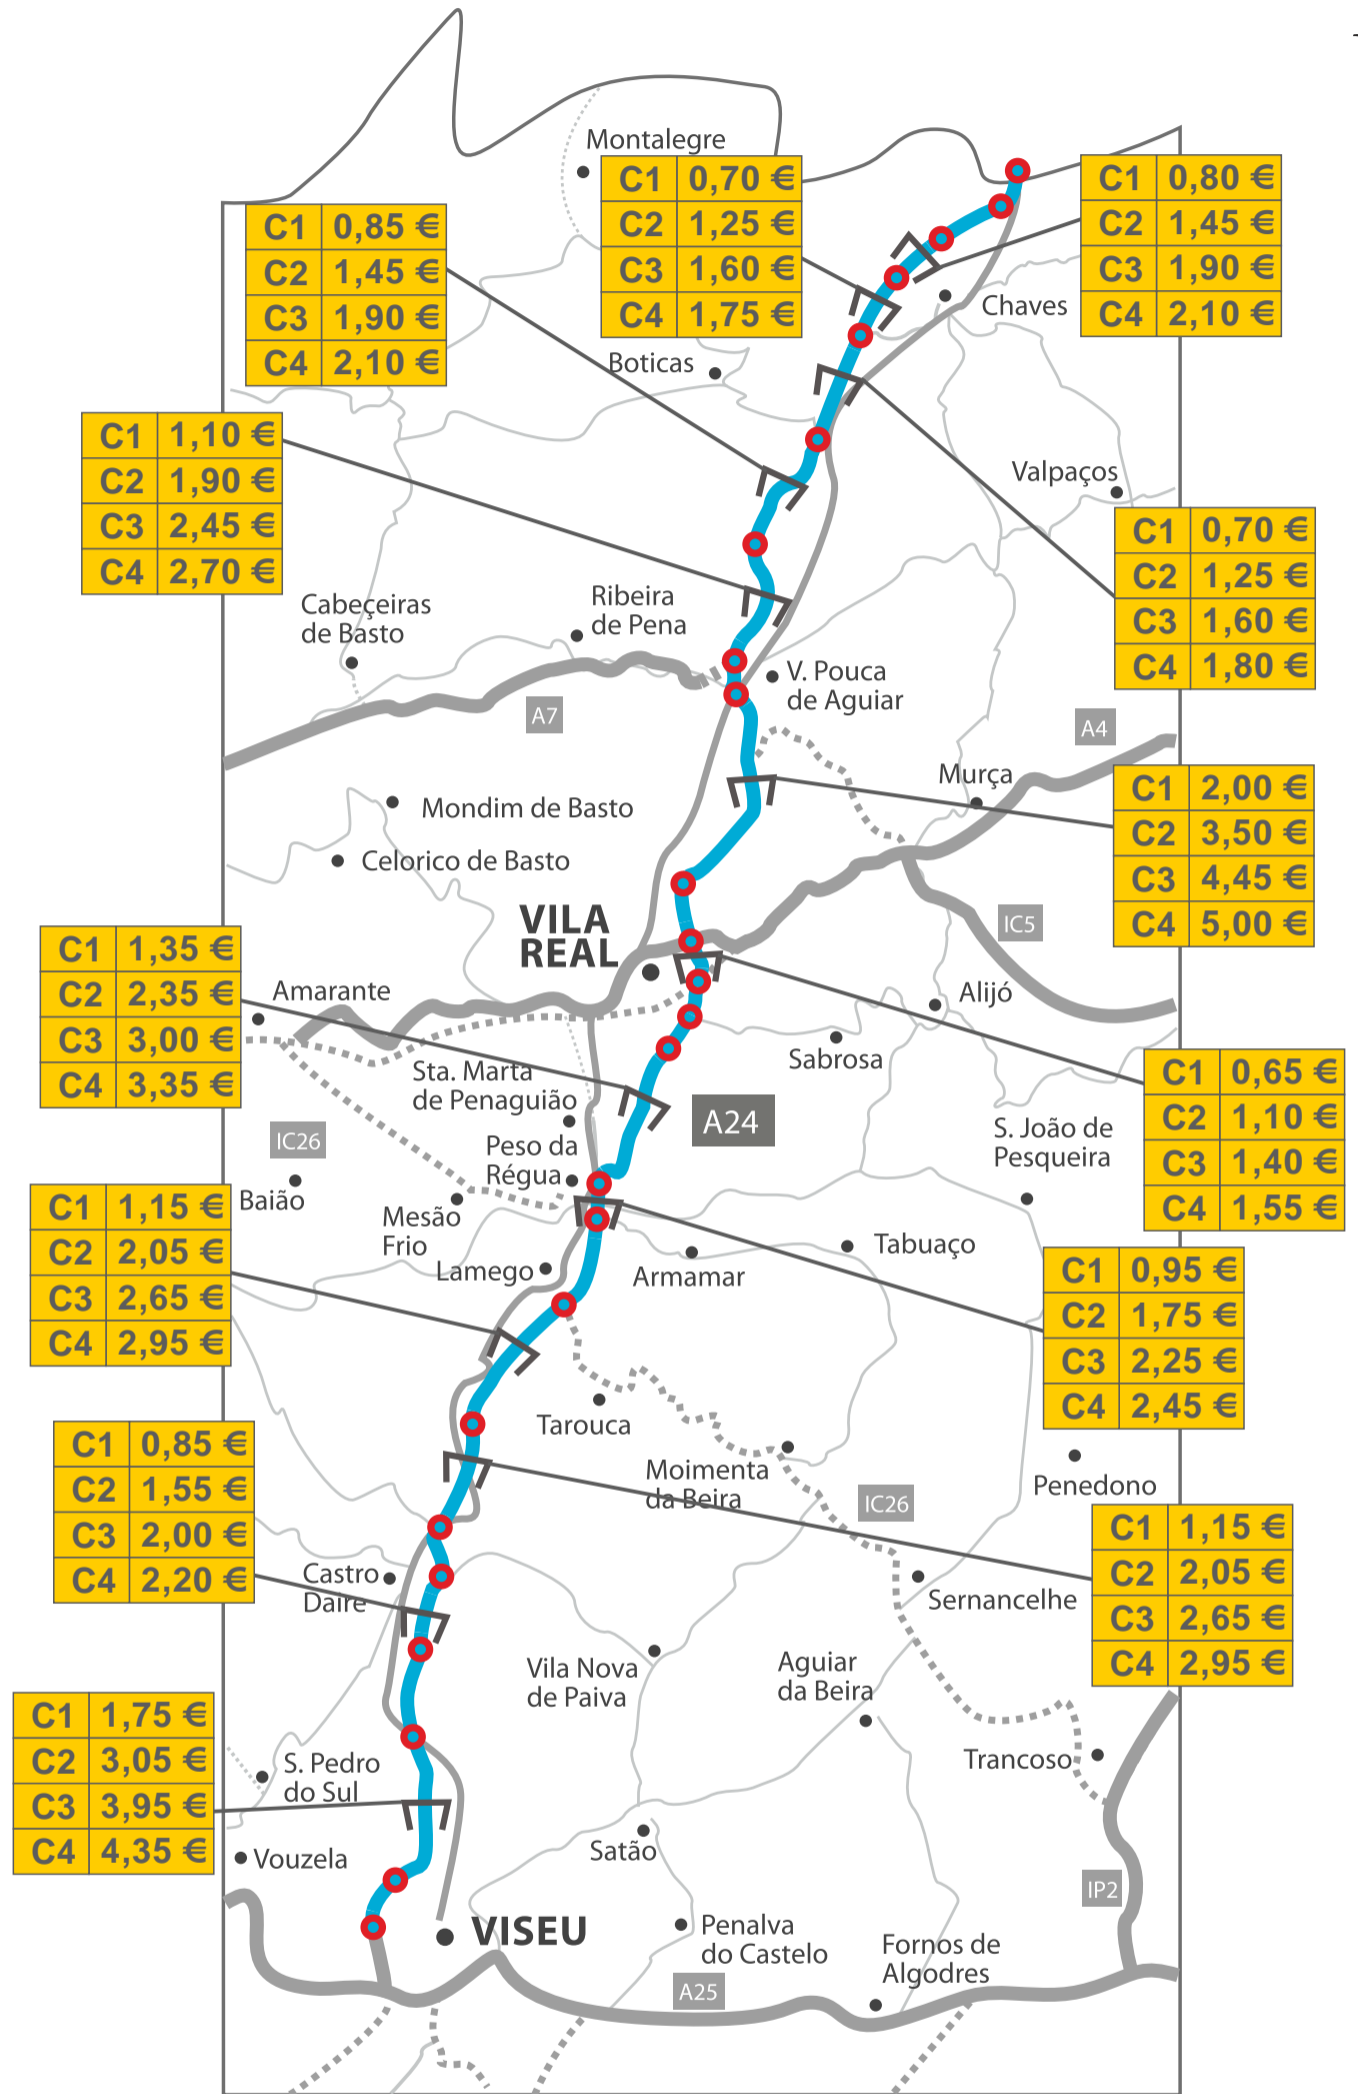 Montalegre
C1 0,70 €
C2 1,25 €
C3 1,60 €
C4 1,75 €
C1 0,80 €
C2 1,45 €
C3 1,90 €
C4 2,10 €
C1 0,85 €
C2 1,45 €
C3 1,90 €
C4 2,10 €
Chaves
Boticas
C1 1,10 €
C2 1,90 €
C3 2,45 €
C4 2,70 €
Valpaços
C1 0,70 €
C2 1,25 €
C3 1,60 €
C4 1,80 €
Cabeçeiras
de Basto
Ribeira
de Pena
V. Pouca
de Aguiar
A7
A4
Murça
C1 2,00 €
C2 3,50 €
C3 4,45 €
C4 5,00 €
Mondim de Basto
Celorico de Basto
VILA
REAL
IC5
C1 1,35 €
C2 2,35 €
C3 3,00 €
C4 3,35 €
Amarante
Alijó
Sabrosa
C1 0,65 €
C2 1,10 €
C3 1,40 €
C4 1,55 €
Sta. Marta
de Penaguião
A24
S. João de
Pesqueira
IC26
Peso da
Régua
Baião
Mesão
Frio
C1 1,15 €
C2 2,05 €
C3 2,65 €
C4 2,95 €
Lamego
Armamar
Tabuaço
C1 0,95 €
C2 1,75 €
C3 2,25 €
C4 2,45 €
Tarouca
C1 0,85 €
C2 1,55 €
C3 2,00 €
C4 2,20 €
Moimenta
da Beira
Penedono
IC26
C1 1,15 €
C2 2,05 €
C3 2,65 €
C4 2,95 €
Castro
Daire
Sernancelhe
Vila Nova
de Paiva
Aguiar
da Beira
C1 1,75 €
C2 3,05 €
C3 3,95 €
C4 4,35 €
S. Pedro
do Sul
Trancoso
Vouzela
Satão
IP2
VISEU
Penalva
do Castelo
Fornos de
Algodres
A25